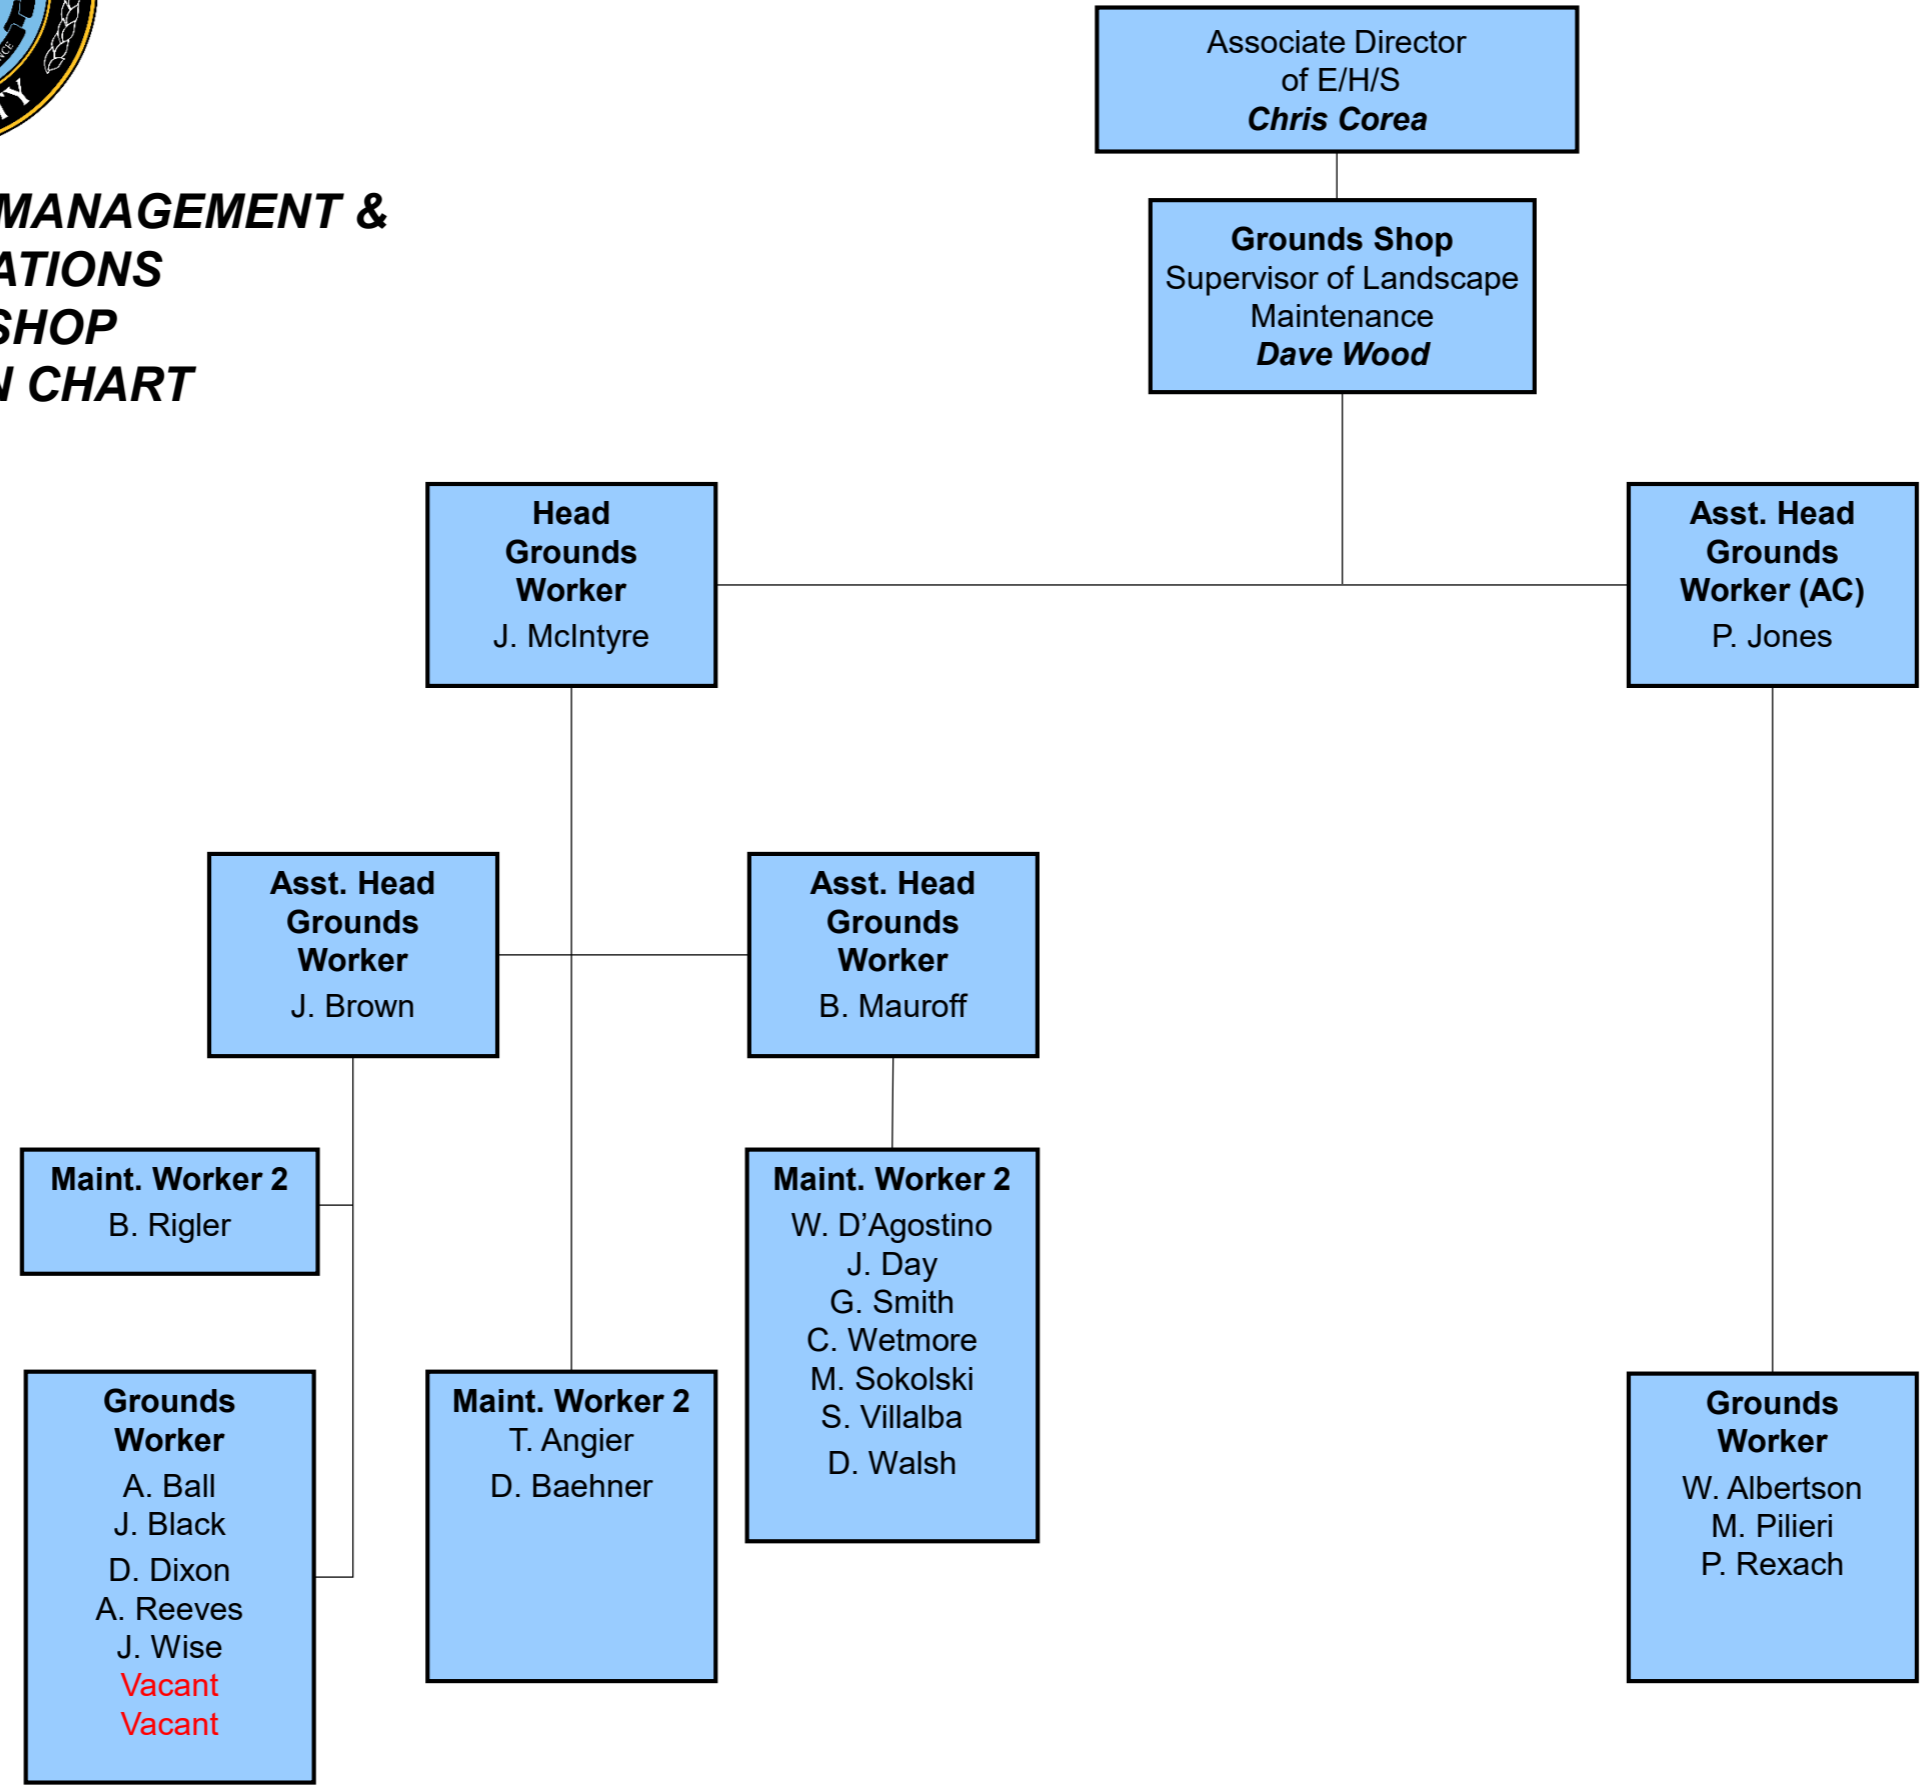 MANAGEMENT &
SHOP
CHART
Associate Director
of E/H/S
Chris Corea
Grounds Shop
Supervisor of Landscape
Maintenance
Dave Wood
Head
Grounds
Worker
J. McIntyre
Asst. Head
Grounds
Worker (AC)
P. Jones
Asst. Head
Grounds
Worker
J. Brown
Asst. Head
Grounds
Worker
B. Mauroff
Maint. Worker 2
B. Rigler
Maint. Worker 2
W. D’Agostino
J. Day
G. Smith
C. Wetmore
M. Sokolski
S. Villalba
D. Walsh
Grounds
Worker
A. Ball
J. Black
D. Dixon
A. Reeves
J. Wise
Vacant
Vacant
Maint. Worker 2
T. Angier
D. Baehner
Grounds
Worker
W. Albertson
M. Pilieri
P. Rexach